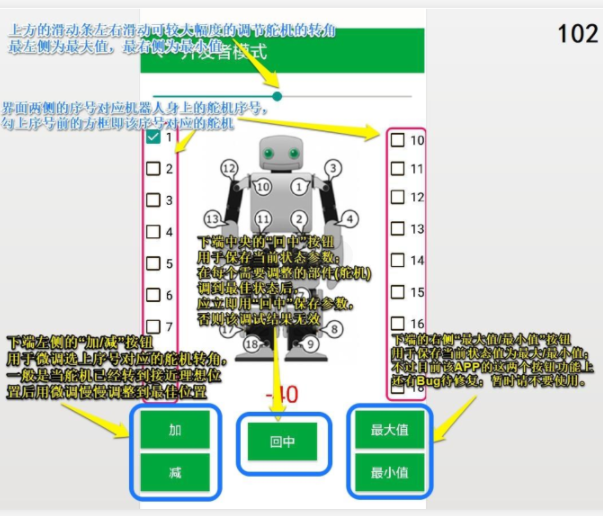 上方的滑动条左右滑动可较大幅度的调节舵机的转角
最左侧为最大值，最右侧为最小值
开发者模式
102
界面两侧的序号对应机器人身上的舵机序号，
勾上序号前的方框即该序号对应的舵机
1
2
3
4
5
6
7
10
11
12
13
14
15
16
18
12
10
1
3
13
11
2
4
18
9
8
下端中央的“回中”按钮
用于保存当前状态参数；
在每个需要调整的部件(舵机)
调到最佳状态后，
应立即用“回中”保存参数，
否则该调试结果无效
下端左侧的“加/减”按钮
用于微调选上序号对应的舵机转角，
一般是当舵机已经转到接近理想位
置后用微调慢慢调整到最佳位置
下端的右侧“最大值/最小值”按钮
用于保存当前状态值为最大/最小值；
不过目前该APP的这两个按钮功能上
还有Bug待修复；暂时请不要使用。
-40
加
减
回中
最大值
最小值